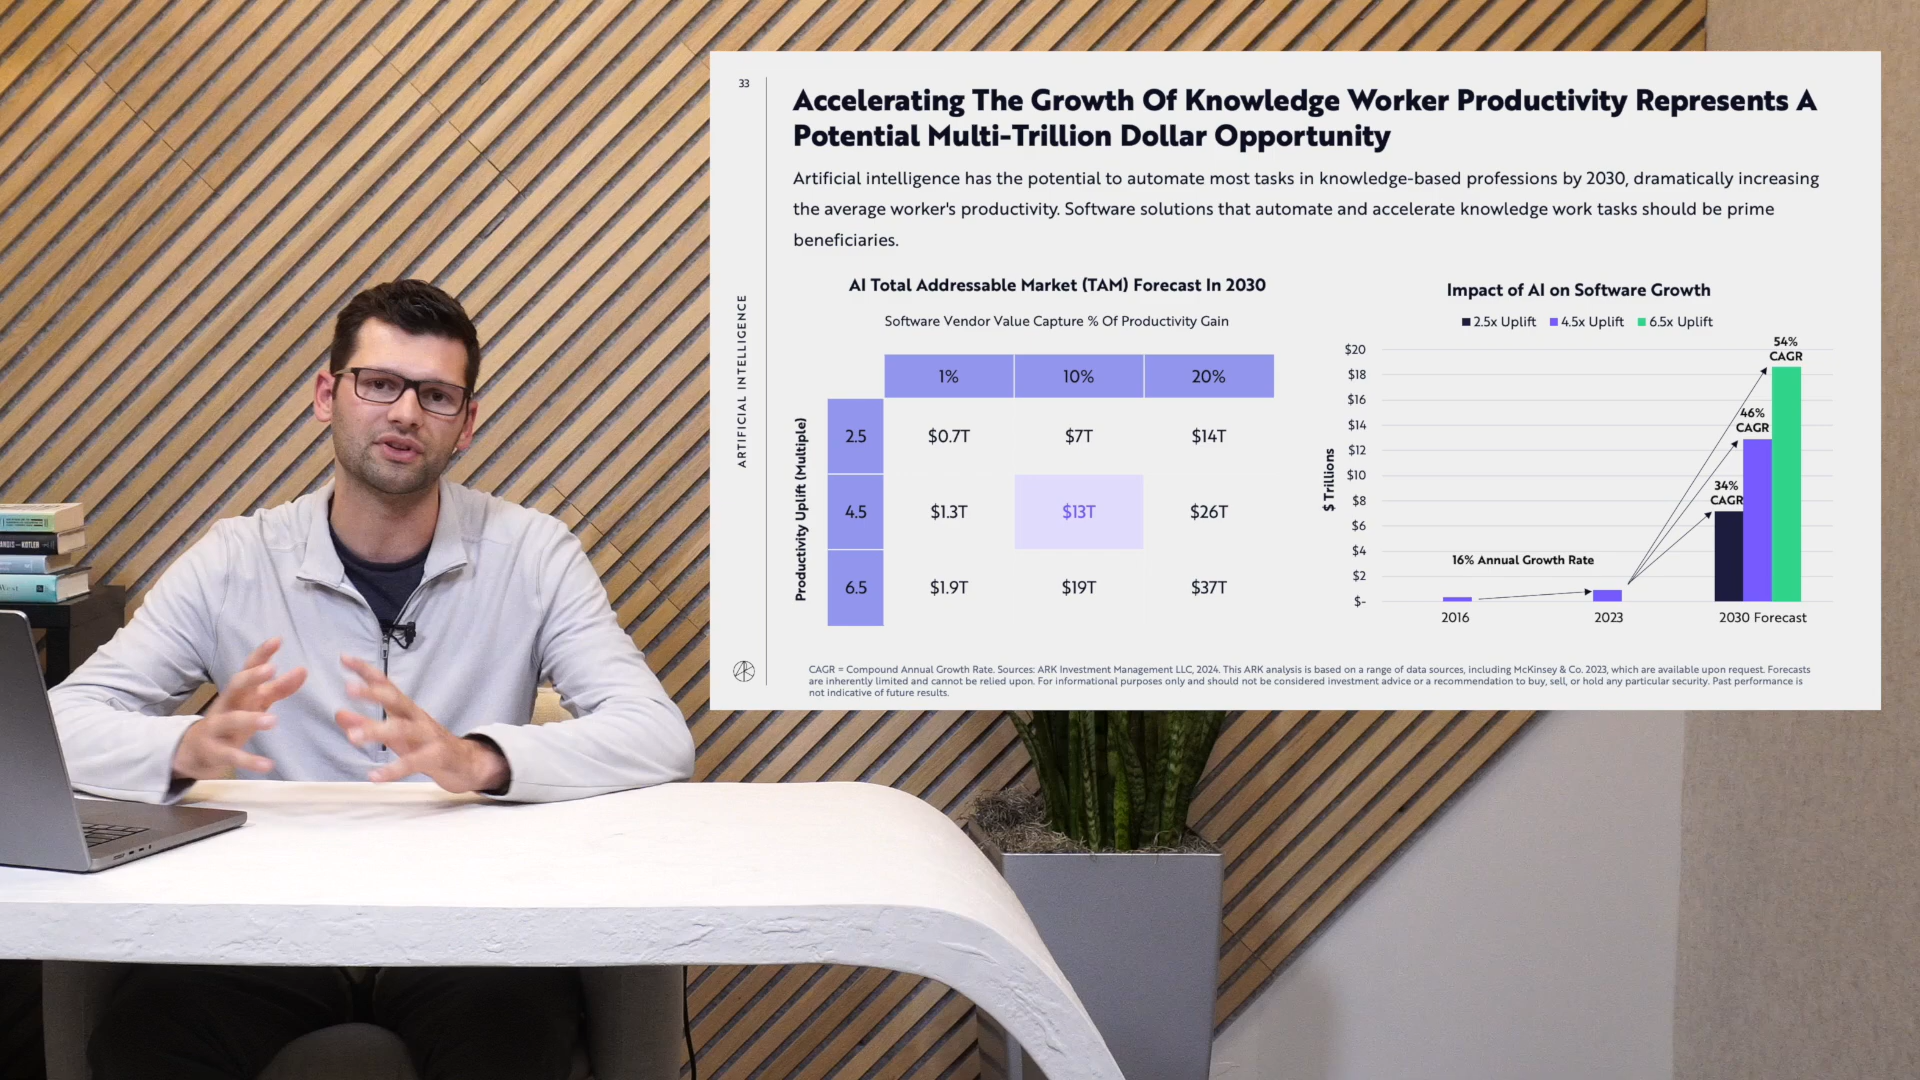 33
Accelerating The Growth Of Knowledge Worker Productivity Represents A
Potential Multi-Trillion Dollar Opportunity
Artificial intelligence has the potential to automate most tasks in knowledge-based professions by 2030, dramatically increasing
the average worker's productivity. Software solutions that automate and accelerate knowledge work tasks should be prime
beneficiaries.
ARTIFICIAL INTELLIGENCE
AI Total Addressable Market (TAM) Forecast In 2030
Software Vendor Value Capture % Of Productivity Gain
1% 10% 20%
Productivity Uplift (Multiple)
2.5 $0.7T $7T $14T
4.5 $1.3T $13T $26T
6.5 $1.9T $19T $37T
Impact of AI on Software Growth
2.5x Uplift 4.5x Uplift 6.5x Uplift
$ Trillions
$20
$18
$16
$14
$12
$10
$8
$6
$4
$2
$-
54%
CAGR
46%
CAGR
34%
CAGR
16% Annual Growth Rate
2016 2023 2030 Forecast
CAGR = Compound Annual Growth Rate. Sources: ARK Investment Management LLC, 2024. This ARK analysis is based on a range of data sources, including McKinsey & Co. 2023, which are available upon request. Forecasts
are inherently limited and cannot be relied upon. For informational purposes only and should not be considered investment advice or a recommendation to buy, sell, or hold any particular security. Past performance is
not indicative of future results.
KOTLER